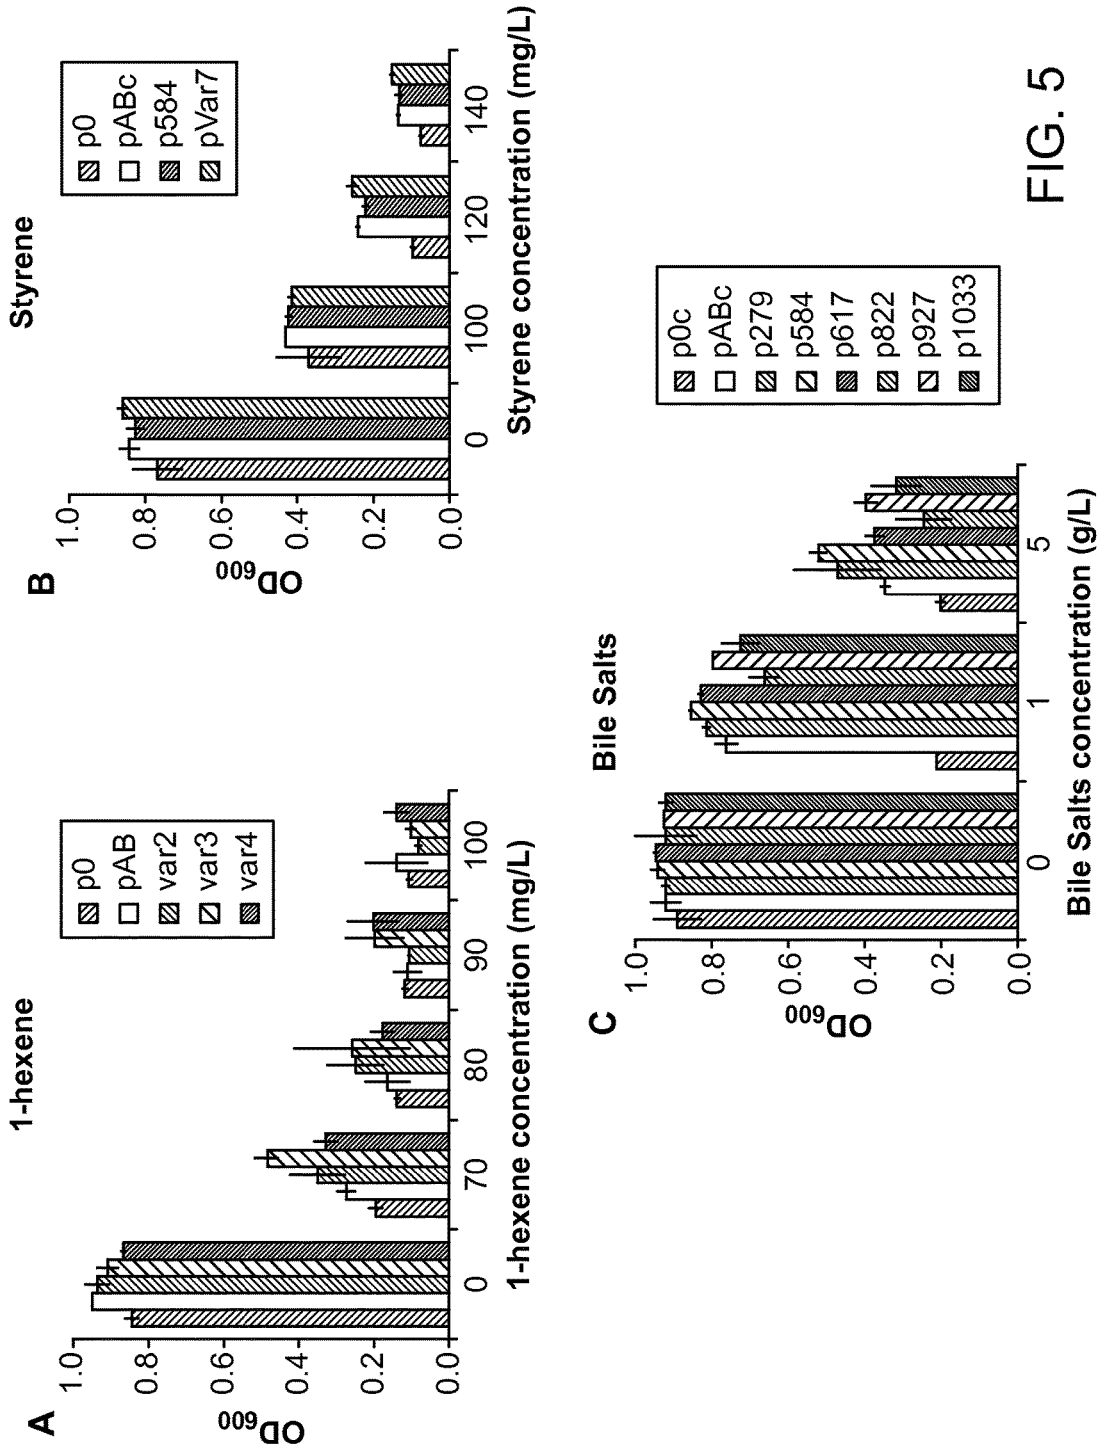 A
1-hexene
OD600
1.0
0.8
0.6
0.4
0.2
0.0
0 70 80 90 100
1-hexene concentration (mg/L)
p0
pAB
var2
var3
var4
B
Styrene
OD600
1.0
0.8
0.6
0.4
0.2
0.0
0 100 120 140
Styrene concentration (mg/L)
p0
pABc
p584
pVar7
C
Bile Salts
OD600
1.0
0.8
0.6
0.4
0.2
0.0
0 1 5
Bile Salts concentration (g/L)
p0c
pABc
p279
p584
p617
p822
p927
p1033
FIG. 5